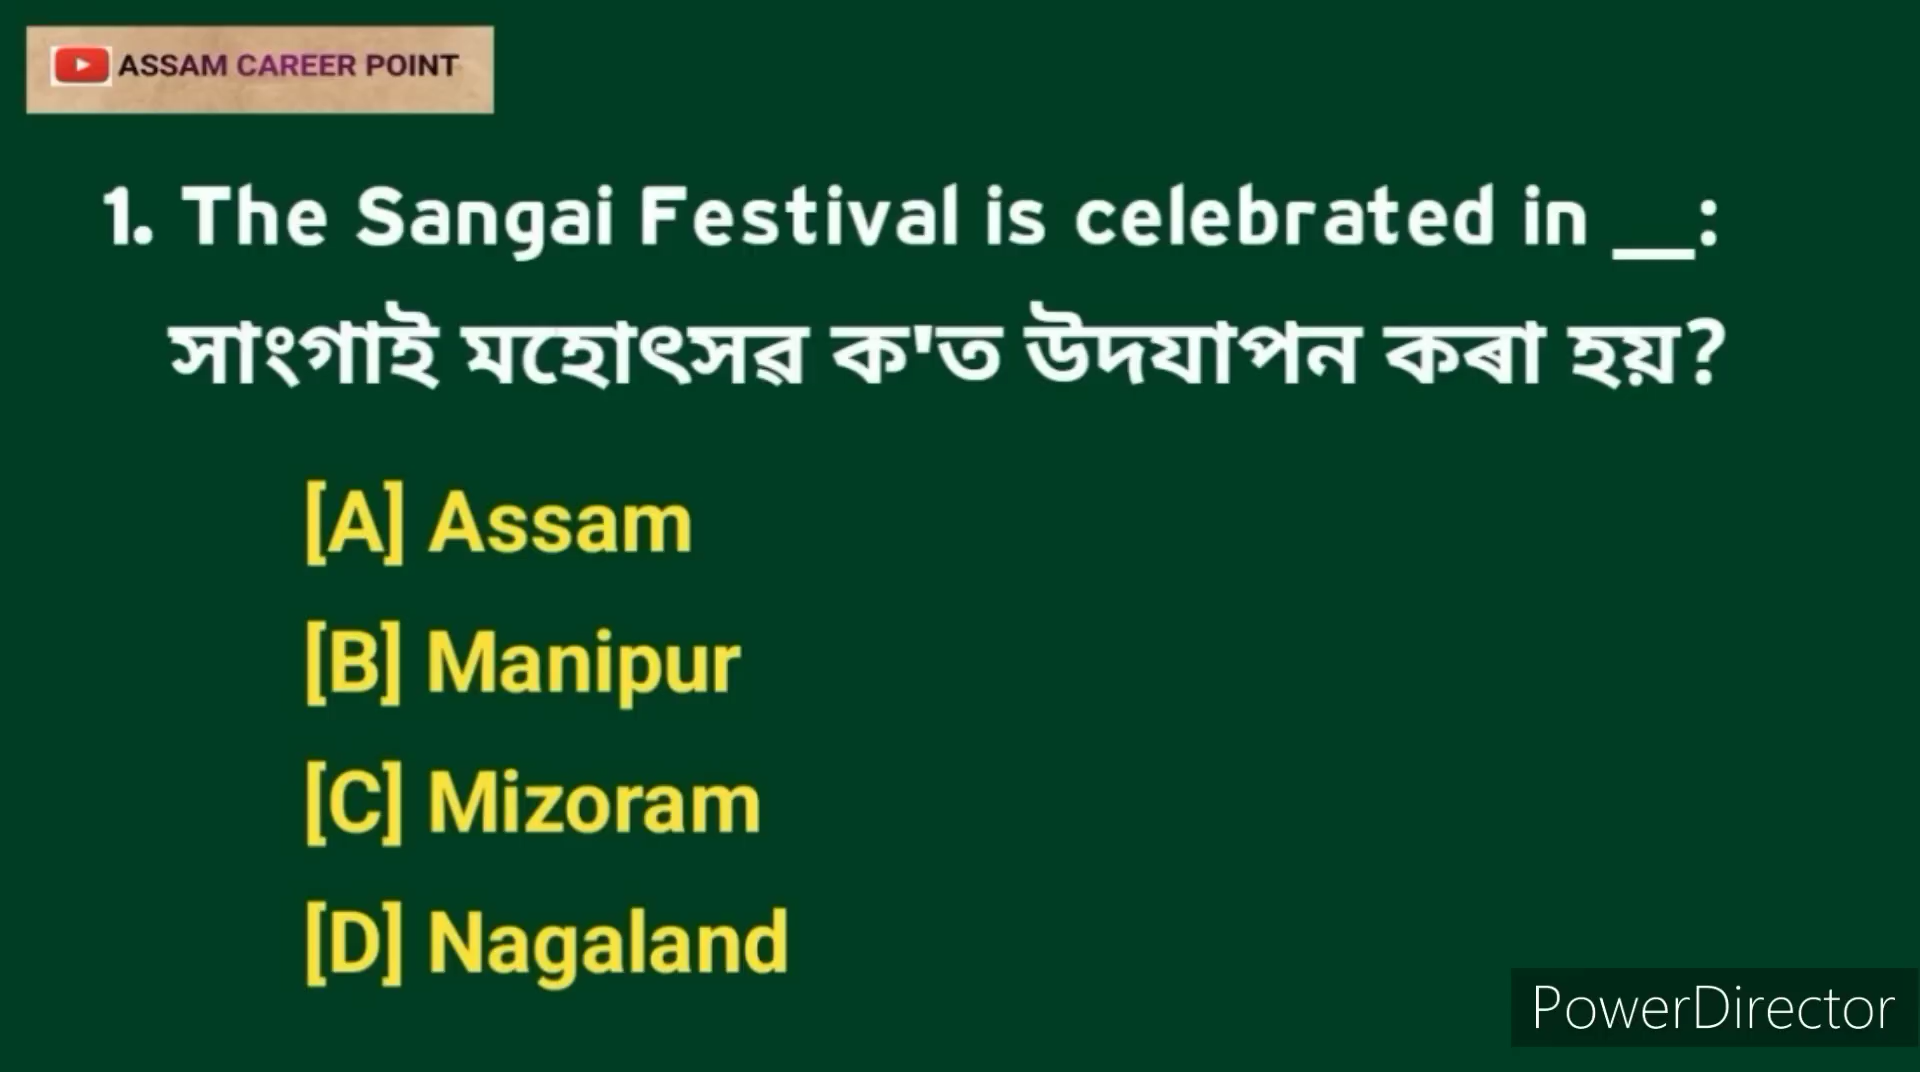 ASSAM CAREER POINT
1. The Sangai Festival is celebrated in __:
সাংগাই মহোৎসৱ ক'ত উদযাপন কৰা হয়?
[A] Assam
[B] Manipur
[C] Mizoram
[D] Nagaland
PowerDirector